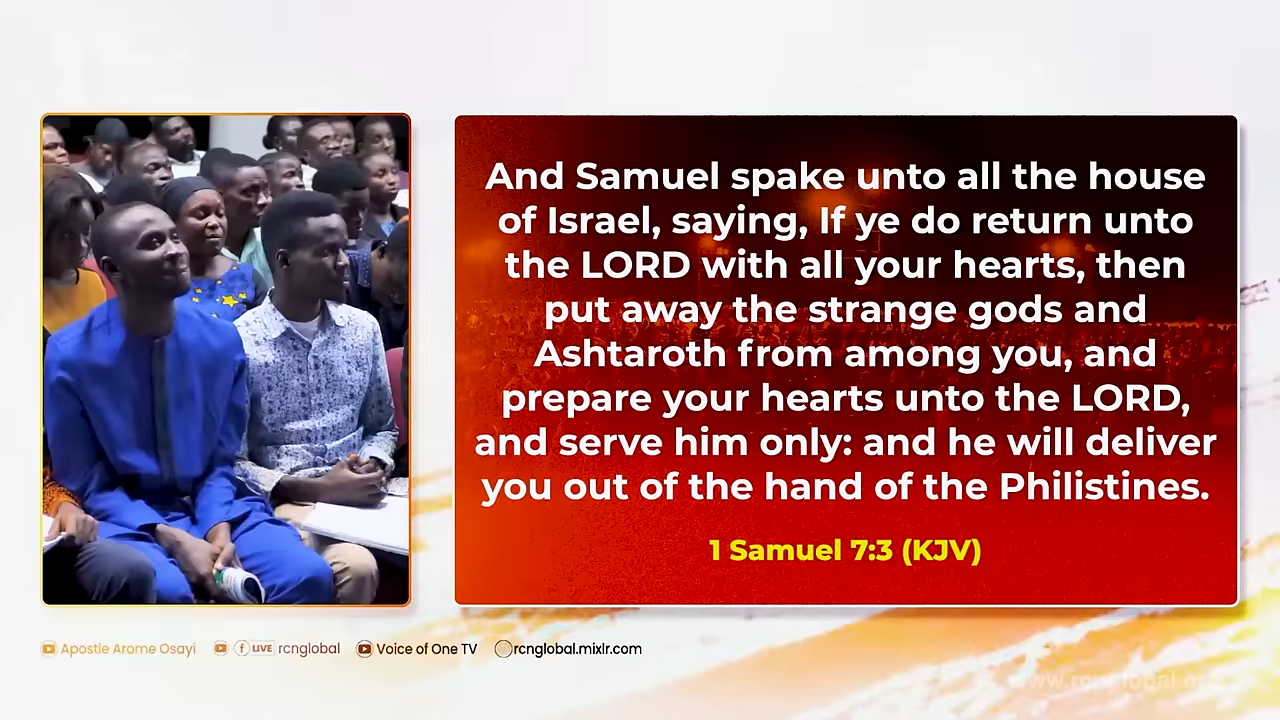 And Samuel spake unto all the house
of Israel, saying, If ye do return unto
the LORD with all your hearts, then
put away the strange gods and
Ashtaroth from among you, and
prepare your hearts unto the LORD,
and serve him only: and he will deliver
you out of the hand of the Philistines.
1 Samuel 7:3 (KJV)
Apostle Arome Osayi LIVE rcnglobal Voice of One TV rcnglobal.mixlr.com